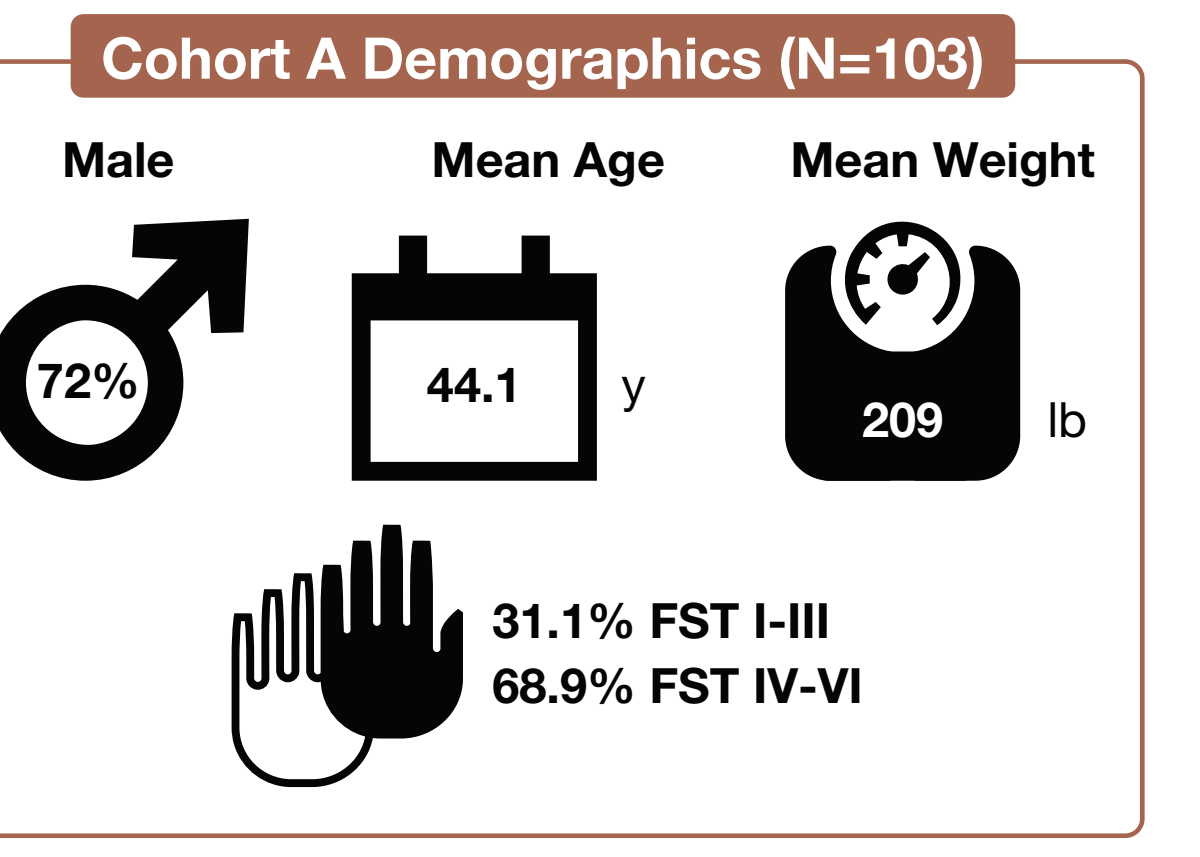 Cohort A Demographics (N=103)
Male
Mean Age
Mean Weight
72%
44.1
y
209
lb
31.1% FST I-III
68.9% FST IV-VI